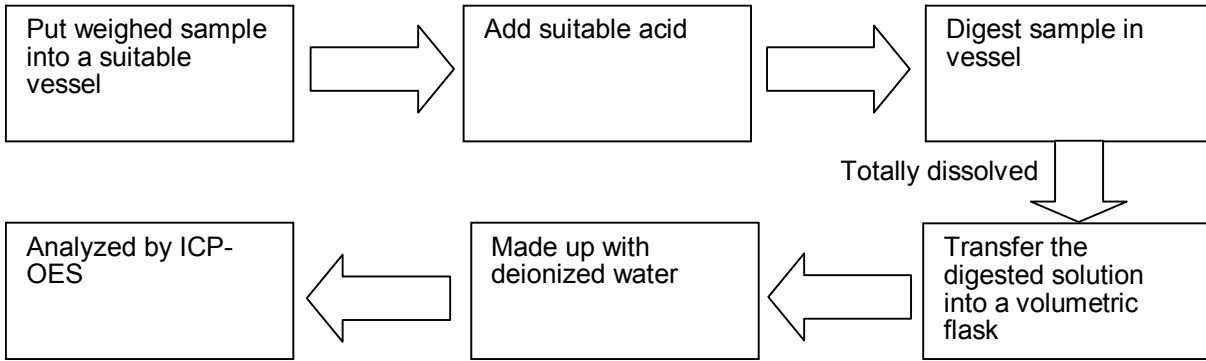 Put weighed sample
into a suitable
vessel
Add suitable acid
Digest sample in
vessel
Totally dissolved
Transfer the
digested solution
into a volumetric
flask
Made up with
deionized water
Analyzed by ICP-
OES